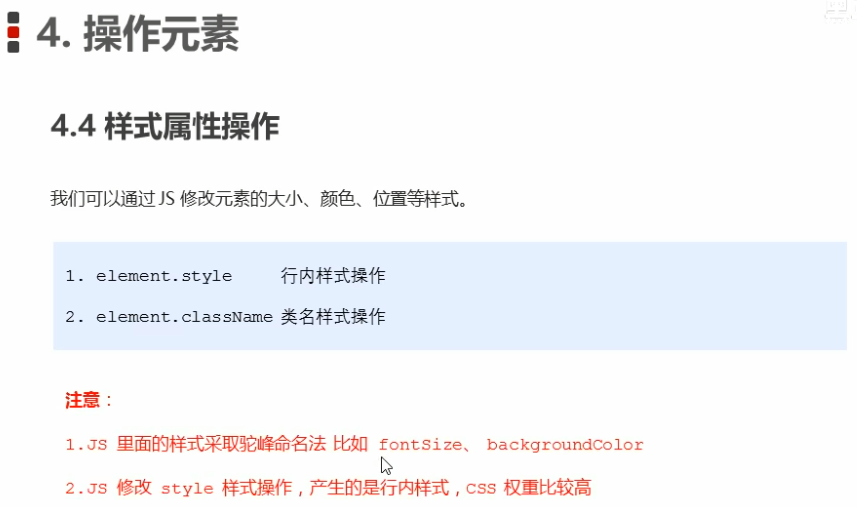 4. 操作元素
4.4 样式属性操作
我们可以通过 JS 修改元素的大小、颜色、位置等样式。
1. element.style 行内样式操作
2. element.className 类名样式操作
注意：
1.JS 里面的样式采取驼峰命名法 比如 fontSize、 backgroundColor
2.JS 修改 style 样式操作，产生的是行内样式，CSS 权重比较高